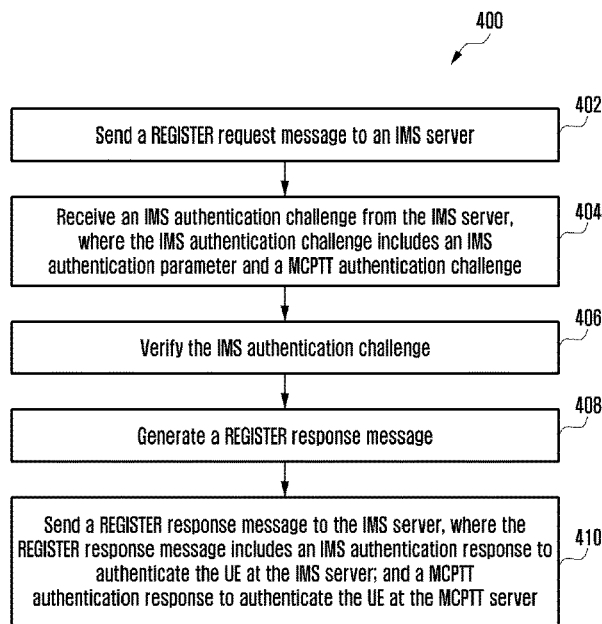 400
402
Send a REGISTER request message to an IMS server
404
Receive an IMS authentication challenge from the IMS server,
where the IMS authentication challenge includes an IMS
authentication parameter and a MCPTT authentication challenge
406
Verify the IMS authentication challenge
408
Generate a REGISTER response message
410
Send a REGISTER response message to the IMS server, where the
REGISTER response message includes an IMS authentication response to
authenticate the UE at the IMS server; and a MCPTT
authentication response to authenticate the UE at the MCPTT server